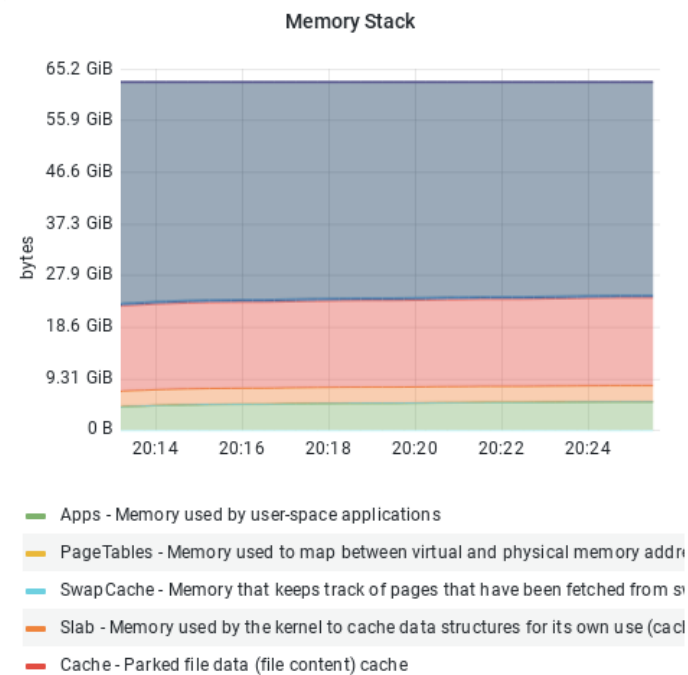 Memory Stack
65.2 GiB
55.9 GiB
46.6 GiB
37.3 GiB
27.9 GiB
18.6 GiB
9.31 GiB
0 B
bytes
20:14 20:16 20:18 20:20 20:22 20:24
Apps - Memory used by user-space applications
PageTables - Memory used to map between virtual and physical memory addre
SwapCache - Memory that keeps track of pages that have been fetched from sw
Slab - Memory used by the kernel to cache data structures for its own use (cach
Cache - Parked file data (file content) cache